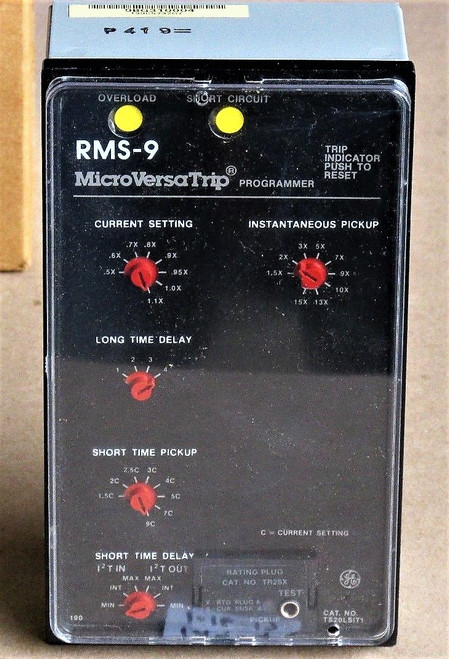 P419=
OVERLOAD SHORT CIRCUIT
RMS-9
MicroVersaTrip® PROGRAMMER
TRIP
INDICATOR
PUSH TO
RESET
CURRENT SETTING
.7X .8X
.6X .9X
.5X .95X
1.0X
1.1X
INSTANTANEOUS PICKUP
3X 5X
2X 7X
1.5X 9X
10X
15X 13X
LONG TIME DELAY
2 3 4
SHORT TIME PICKUP
2.5C 3C
2C 4C
1.5C 5C
7C
9C
C = CURRENT SETTING
SHORT TIME DELAY
I²T IN I²T OUT
MAX MAX
INT INT
MIN MIN
190
RATING PLUG
CAT. NO. TR2SX
TEST
PICKUP
GE
CAT. NO.
TS20LSIT1